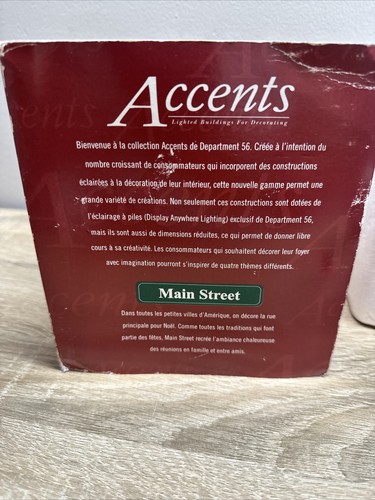 Accents
Lighted Buildings For Decorating
Bienvenue à la collection Accents de Department 56. Créée à l'intention du
nombre croissant de consommateurs qui incorporent des constructions
éclairées à la décoration de leur intérieur, cette nouvelle gamme permet une
grande variété de créations. Non seulement ces constructions sont dotées de
l'éclairage à piles (Display Anywhere Lighting) exclusif de Department 56,
mais ils sont aussi de dimensions réduites, ce qui permet de donner libre
cours à sa créativité. Les consommateurs qui souhaitent décorer leur foyer
avec imagination pourront s'inspirer de quatre thèmes différents.
Main Street
Dans toutes les petites villes d'Amérique, on décore la rue
principale pour Noël. Comme toutes les traditions qui font
partie des fêtes, Main Street recrée l'ambiance chaleureuse
des réunions en famille et entre amis.